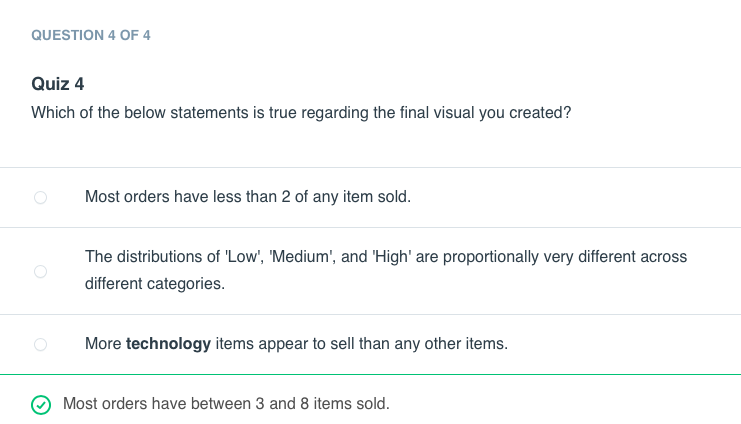 QUESTION 4 OF 4
Quiz 4
Which of the below statements is true regarding the final visual you created?
Most orders have less than 2 of any item sold.
The distributions of 'Low', 'Medium', and 'High' are proportionally very different across
different categories.
More technology items appear to sell than any other items.
Most orders have between 3 and 8 items sold.